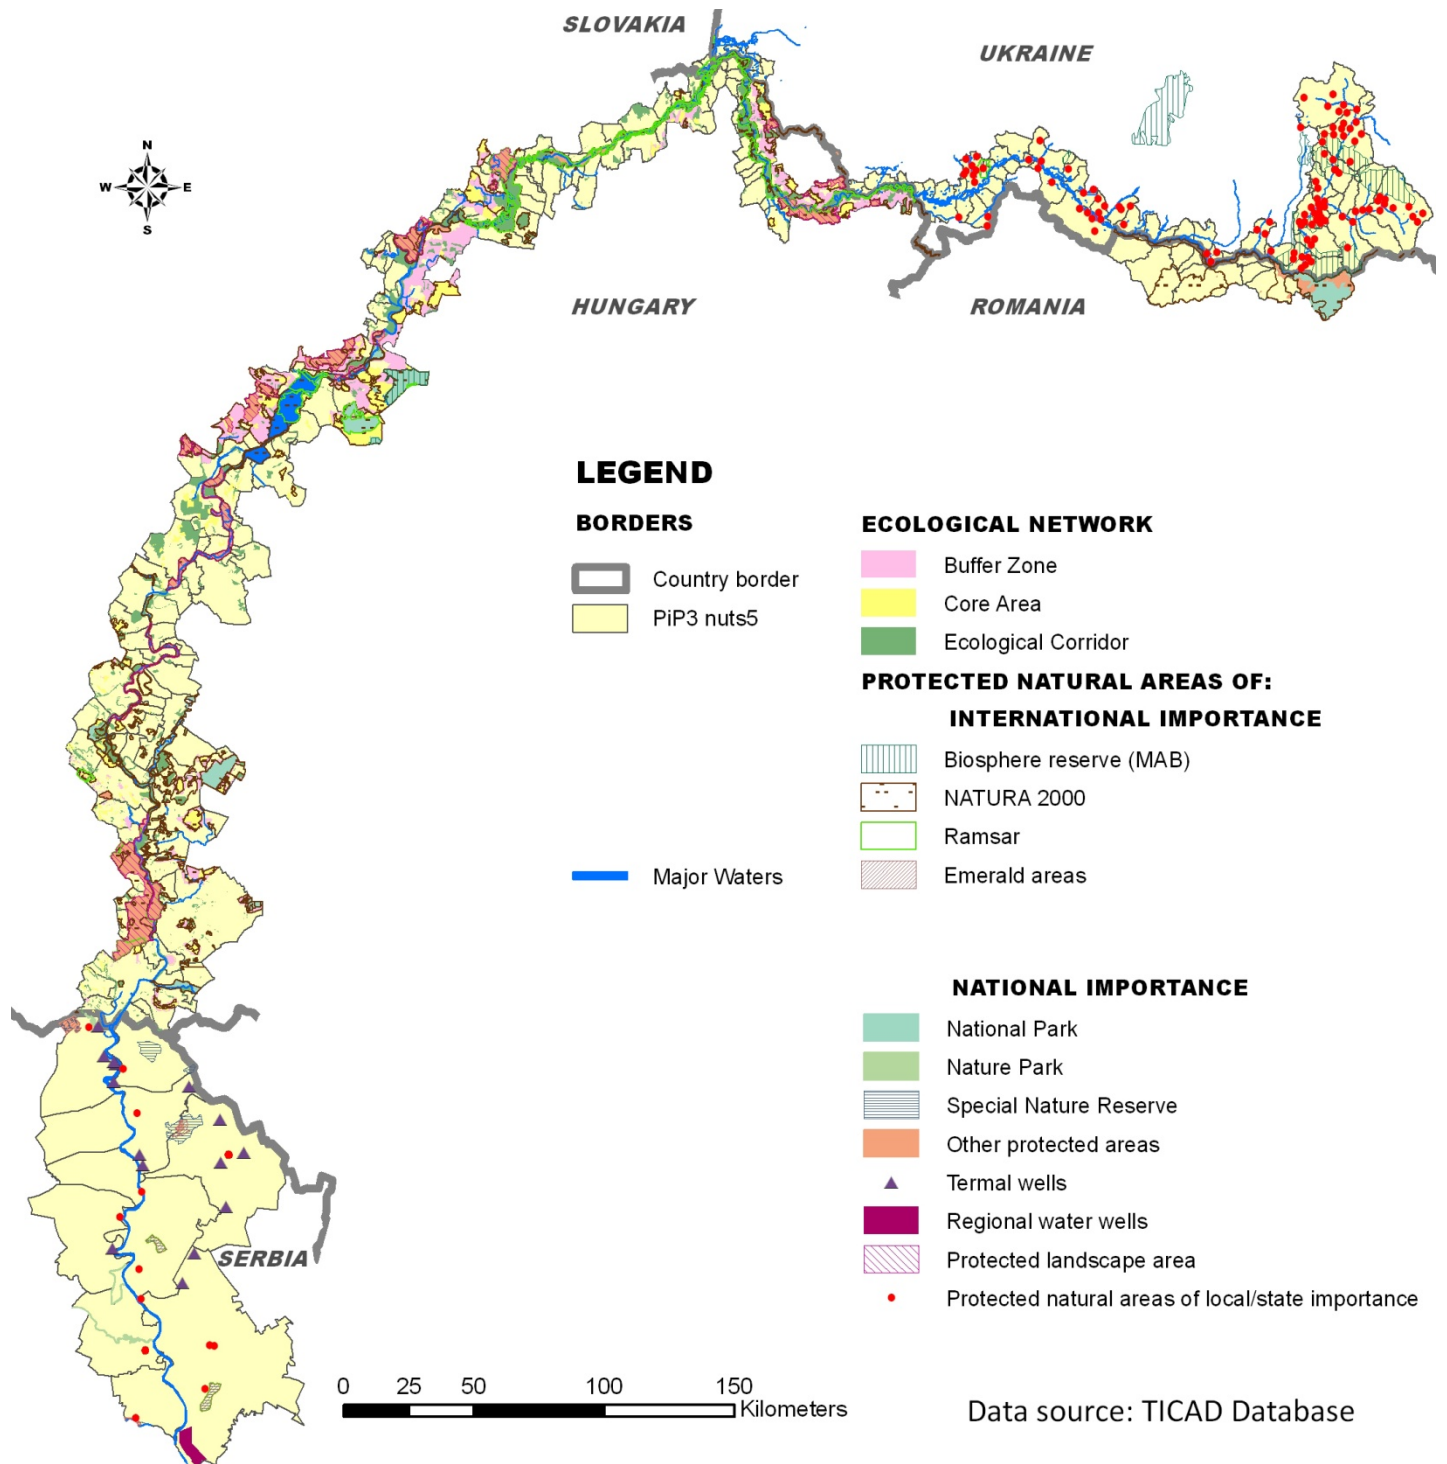 SLOVAKIA
UKRAINE
N
W E
S
HUNGARY
ROMANIA
LEGEND
BORDERS
Country border
PiP3 nuts5
Major Waters
ECOLOGICAL NETWORK
Buffer Zone
Core Area
Ecological Corridor
PROTECTED NATURAL AREAS OF:
INTERNATIONAL IMPORTANCE
Biosphere reserve (MAB)
NATURA 2000
Ramsar
Emerald areas
NATIONAL IMPORTANCE
National Park
Nature Park
Special Nature Reserve
Other protected areas
Termal wells
Regional water wells
Protected landscape area
Protected natural areas of local/state importance
SERBIA
0 25 50 100 150
Kilometers
Data source: TICAD Database